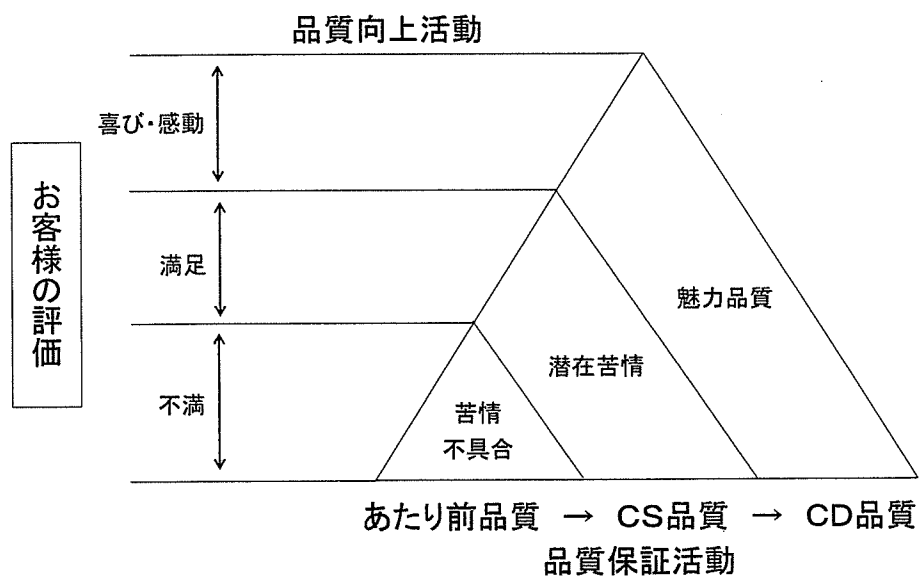 品質向上活動
喜び・感動
お客様の評価
満足
魅力品質
潜在苦情
不満
苦情
不具合
あたり前品質 → CS品質 → CD品質
品質保証活動